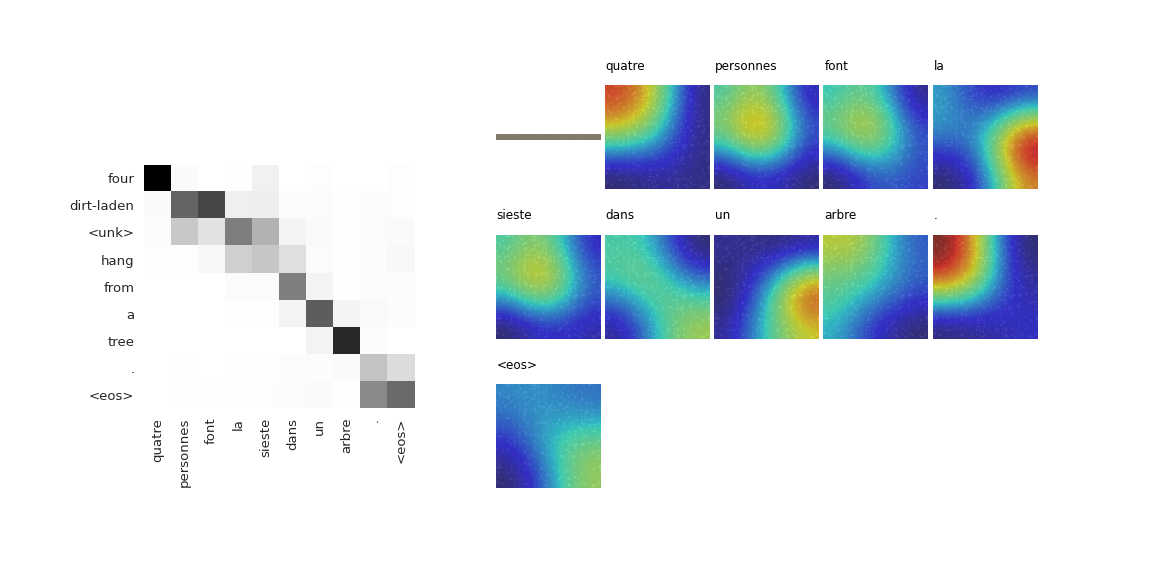 four
dirt-laden
<unk>
hang
from
a
tree
.
<eos>
quatre
personnes
font
la
sieste
dans
un
arbre
.
<eos>
quatre personnes font la
sieste dans un arbre .
<eos>